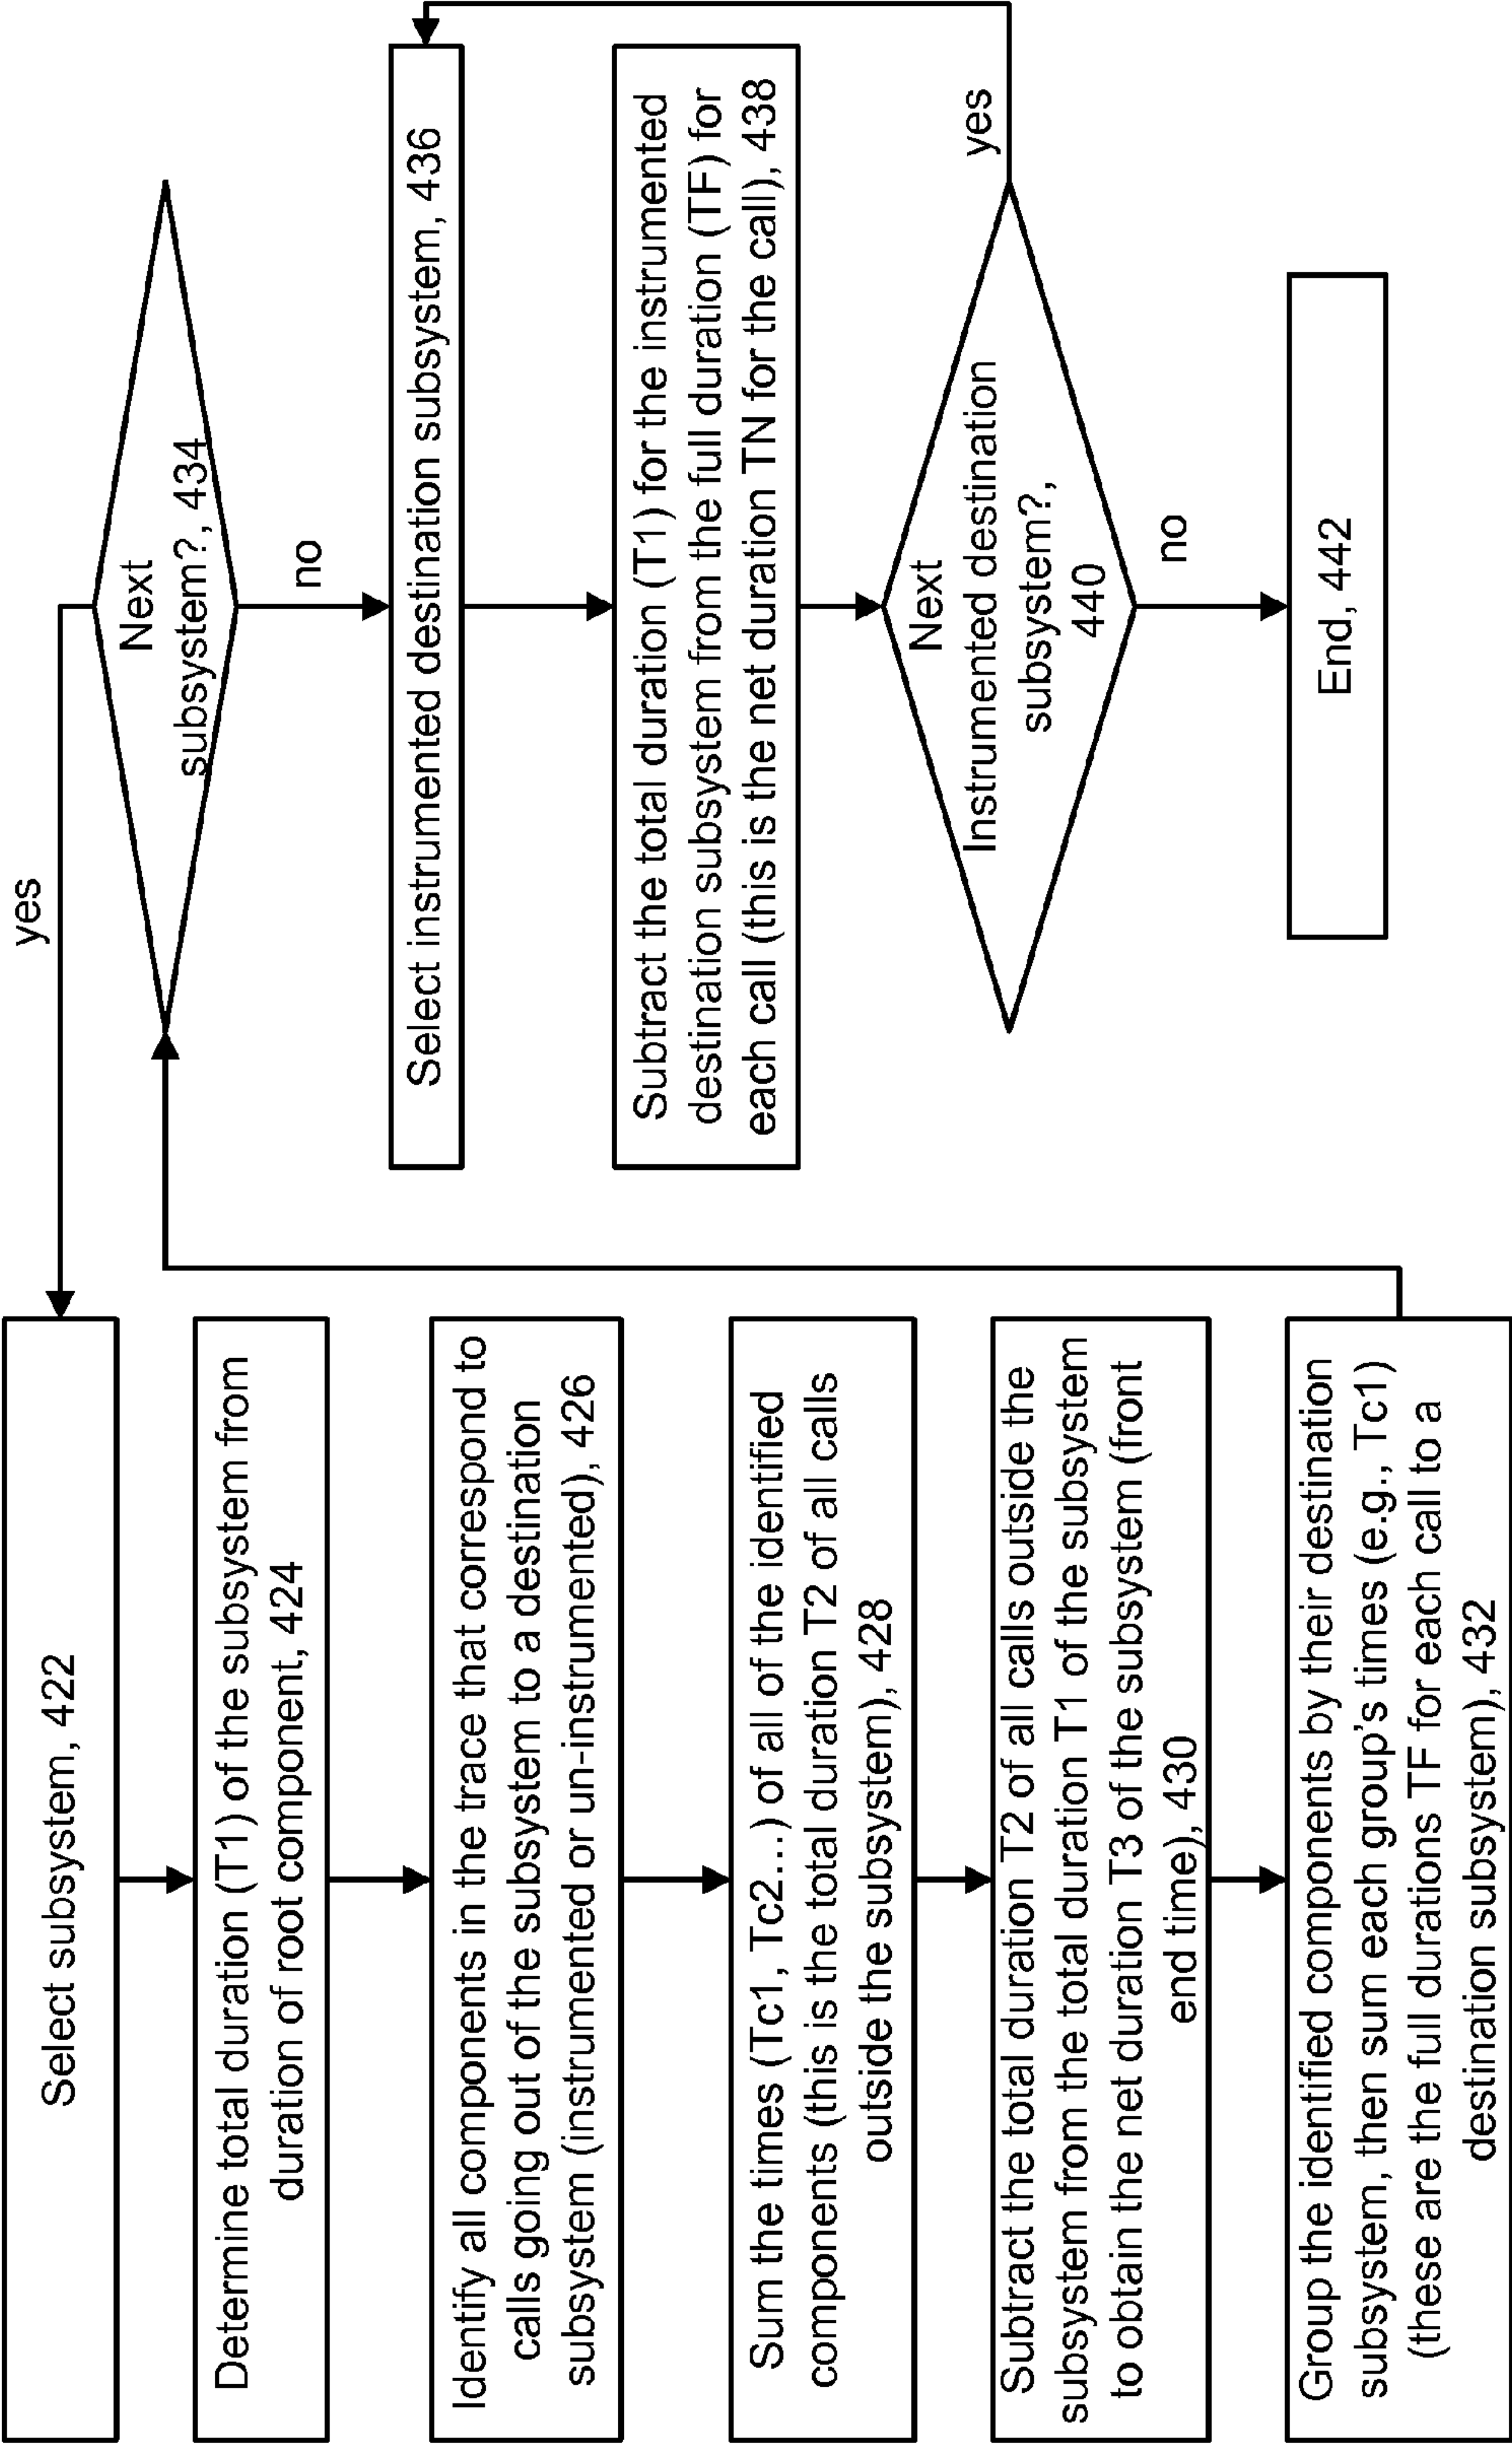 Select subsystem, 422
Determine total duration (T1) of the subsystem from
duration of root component, 424
Identify all components in the trace that correspond to
calls going out of the subsystem to a destination
subsystem (instrumented or un-instrumented), 426
Sum the times (Tc1, Tc2...) of all of the identified
components (this is the total duration T2 of all calls
outside the subsystem), 428
Subtract the total duration T2 of all calls outside the
subsystem from the total duration T1 of the subsystem
to obtain the net duration T3 of the subsystem (front
end time), 430
Group the identified components by their destination
subsystem, then sum each group's times (e.g., Tc1)
(these are the full durations TF for each call to a
destination subsystem), 432
yes
Next
subsystem?, 434
no
Select instrumented destination subsystem, 436
Subtract the total duration (T1) for the instrumented
destination subsystem from the full duration (TF) for
each call (this is the net duration TN for the call), 438
yes
Next
Instrumented destination
subsystem?,
440
no
End, 442